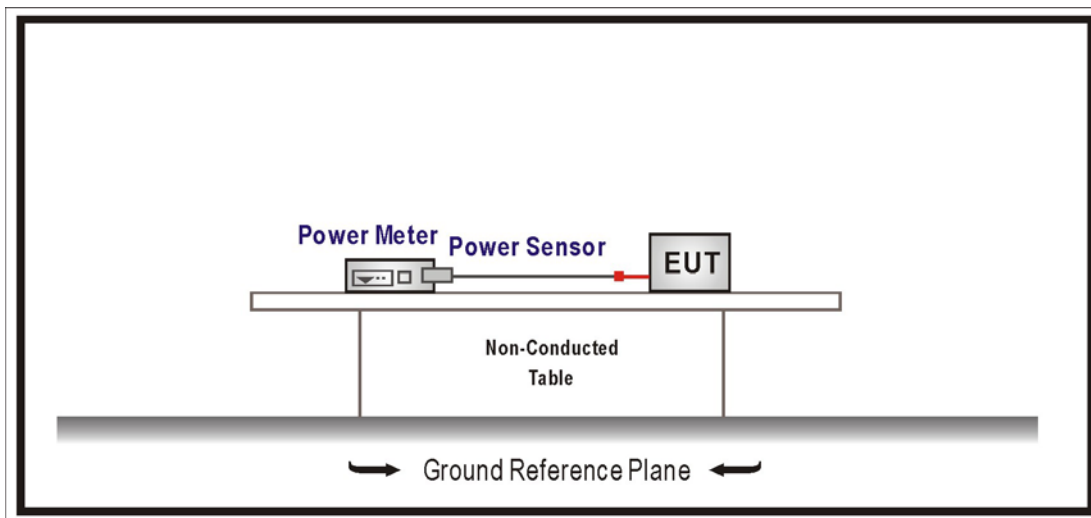 Power Meter
Power Sensor
EUT
Non-Conducted
Table
Ground Reference Plane